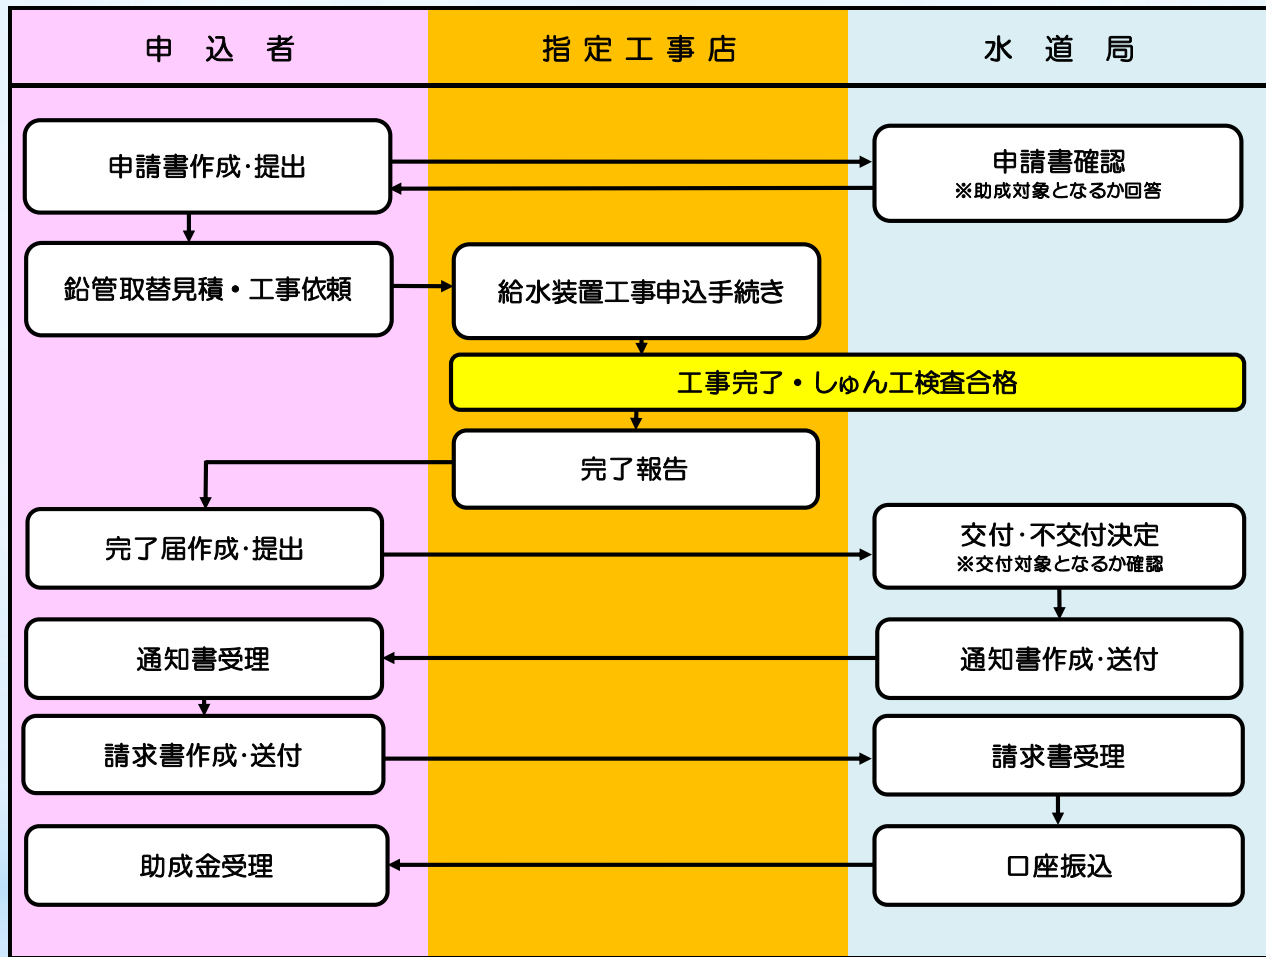 申込者
指定工事店
水道局
申請書作成・提出
申請書確認
※助成対象となるか回答
鉛管取替見積・工事依頼
給水装置工事申込手続き
工事完了・しゅん工検査合格
完了報告
完了届作成・提出
交付・不交付決定
※交付対象となるか確認
通知書受理
通知書作成・送付
請求書作成・送付
請求書受理
助成金受理
口座振込